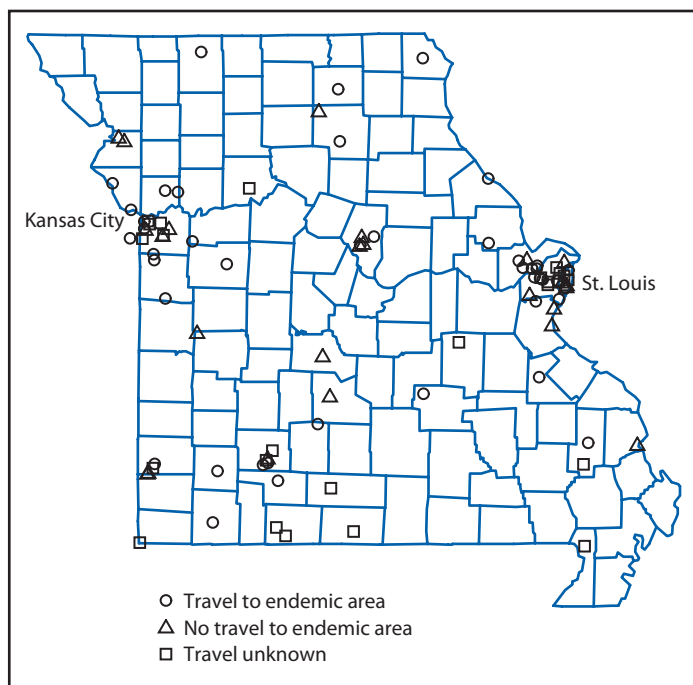 Kansas City
St. Louis
Travel to endemic area
No travel to endemic area
Travel unknown